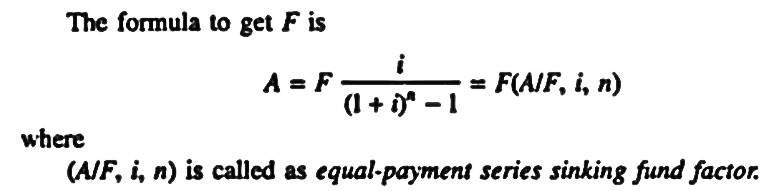 The formula to get F is
A = F i / ((1 + i)^n − 1) = F(A/F, i, n)
where
(A/F, i, n) is called as equal-payment series sinking fund factor.